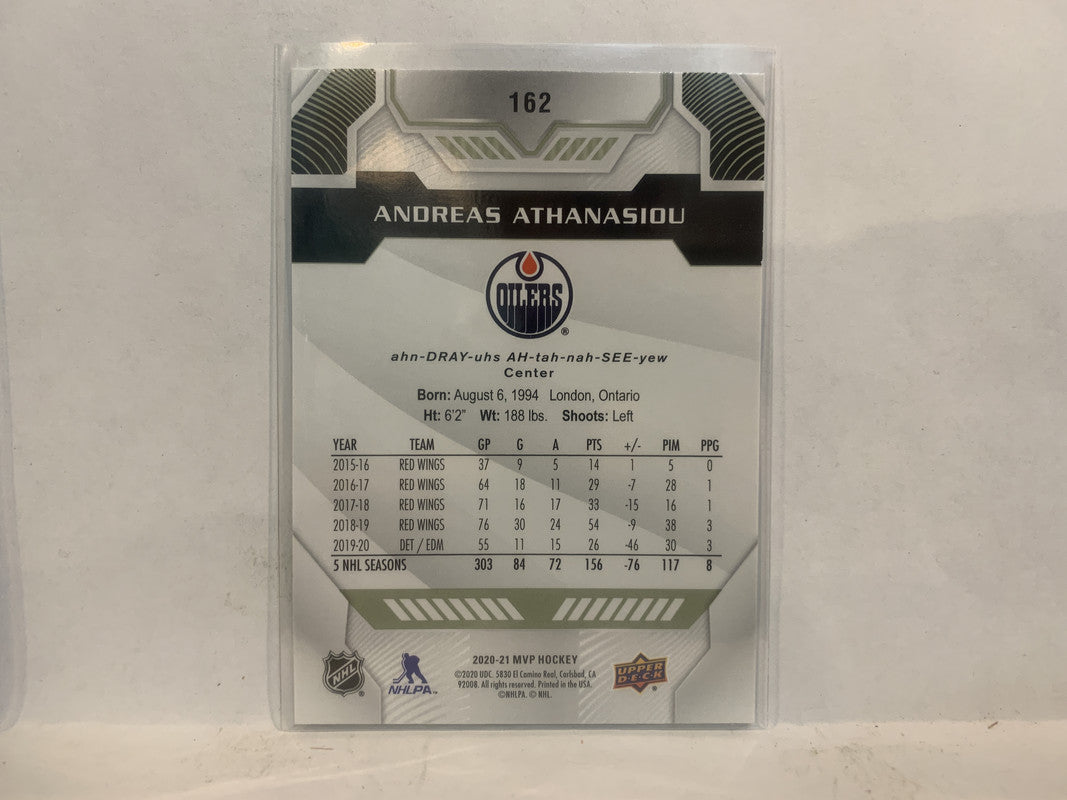 162
ANDREAS ATHANASIOU
OILERS ®
ahn-DRAY-uhs AH-tah-nah-SEE-yew
Center
Born: August 6, 1994 London, Ontario
Ht: 6'2" Wt: 188 lbs. Shoots: Left
YEAR TEAM GP G A PTS +/- PIM PPG
2015-16 RED WINGS 37 9 5 14 1 5 0
2016-17 RED WINGS 64 18 11 29 -7 28 1
2017-18 RED WINGS 71 16 17 33 -15 16 1
2018-19 RED WINGS 76 30 24 54 -9 38 3
2019-20 DET / EDM 55 11 15 26 -46 30 3
5 NHL SEASONS 303 84 72 156 -76 117 8
2020-21 MVP HOCKEY
©2020 UDC. 5830 El Camino Real, Carlsbad, CA
92008. All rights reserved. Printed in the USA.
©NHLPA. © NHL.
NHL ®
NHLPA™
UPPER
DECK ®